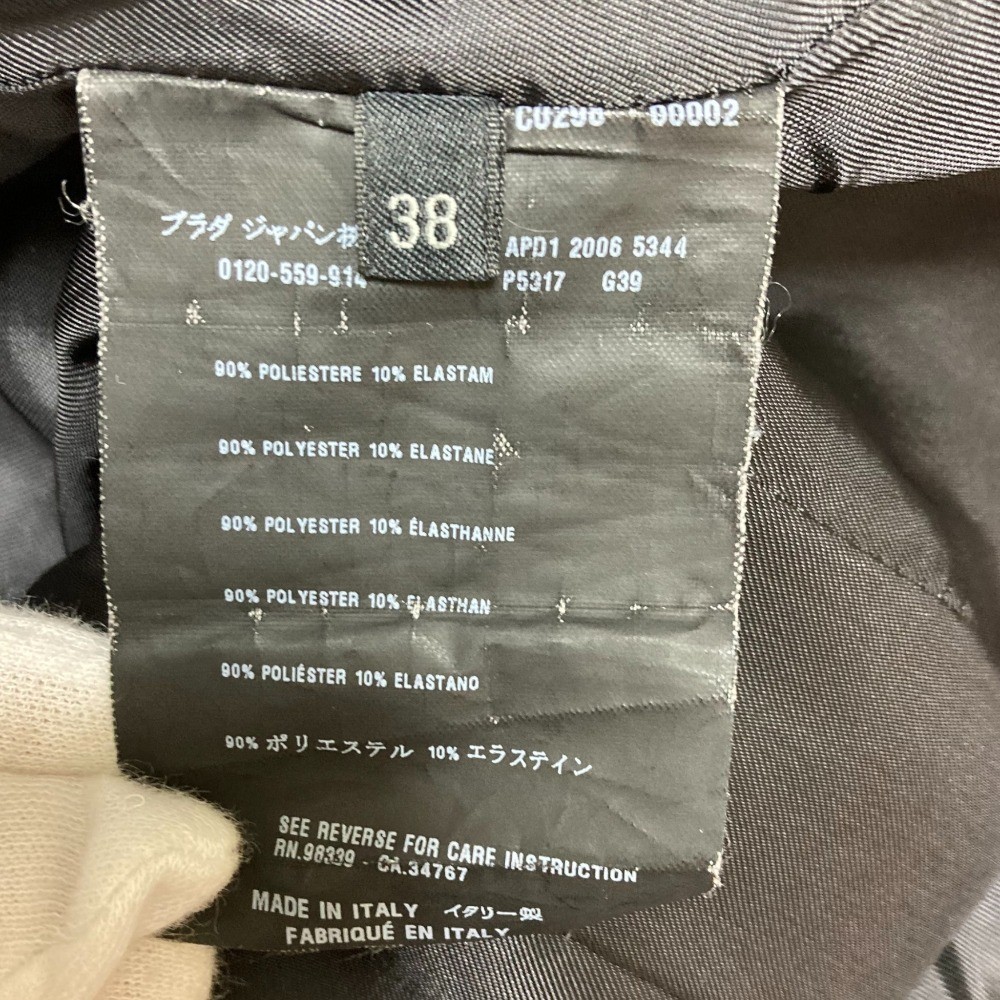 00002
38
プラダ ジャパン株
0120-559-914
APD1 2006 5344
P5317 G39
90% POLIESTERE 10% ELASTAM
90% POLYESTER 10% ELASTANE
90% POLYESTER 10% ÉLASTHANNE
90% POLYESTER 10% ELASTHAN
90% POLIÉSTER 10% ELASTANO
90% ポリエステル 10% エラステイン
SEE REVERSE FOR CARE INSTRUCTION
RN.98339 - CA.34767
MADE IN ITALY イタリー製
FABRIQUÉ EN ITALY